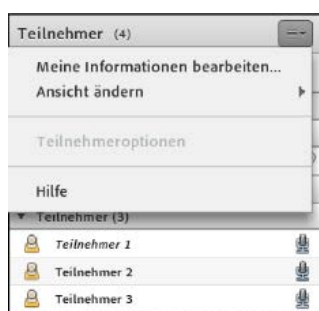 Teilnehmer (4)
Meine Informationen bearbeiten...
Ansicht ändern
Teilnehmeroptionen
Hilfe
Teilnehmer (3)
Teilnehmer 1
Teilnehmer 2
Teilnehmer 3